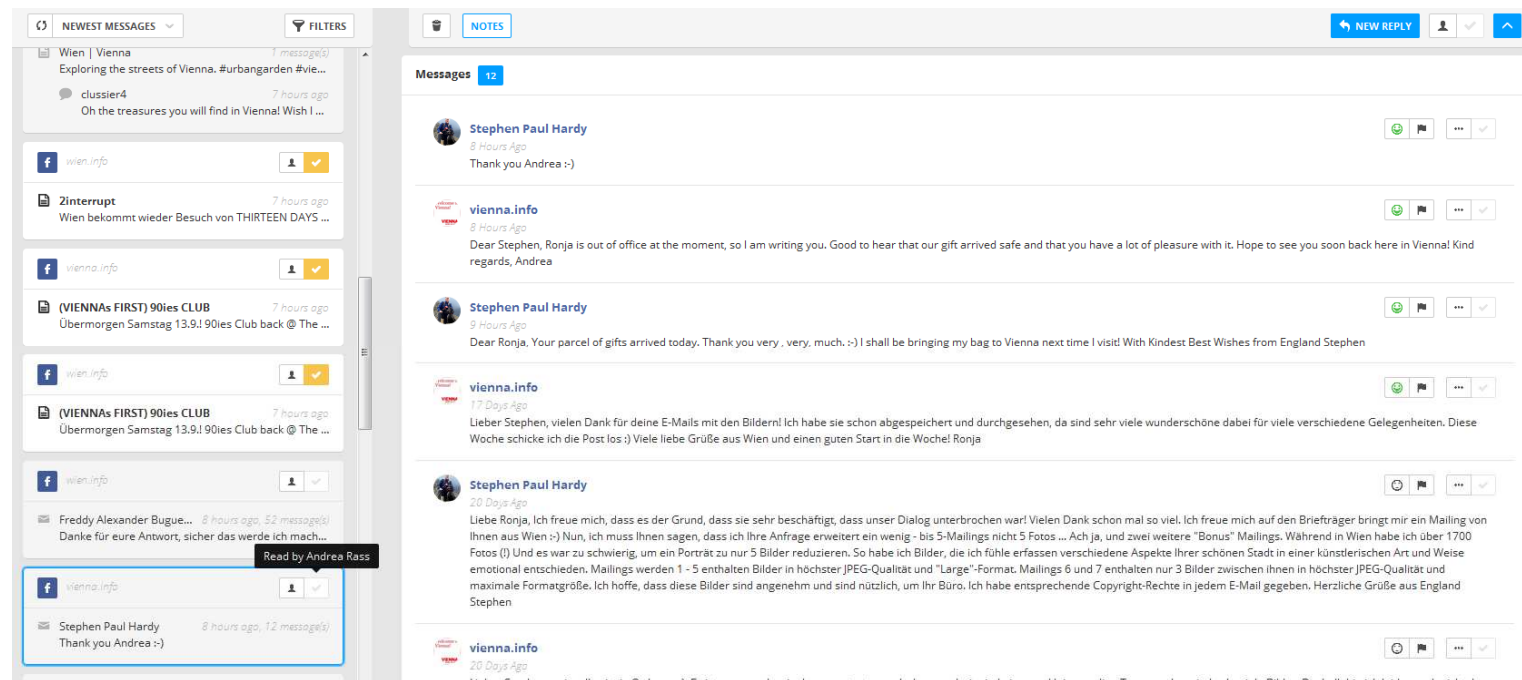 NEWEST MESSAGES
FILTERS
Wien | Vienna 1 message(s)
Exploring the streets of Vienna. #urbangarden #vie...
clussier4 7 hours ago
Oh the treasures you will find in Vienna! Wish I ...
wien.info
2interrupt 7 hours ago
Wien bekommt wieder Besuch von THIRTEEN DAYS ...
vienna.info
(VIENNAs FIRST) 90ies CLUB 7 hours ago
Übermorgen Samstag 13.9.! 90ies Club back @ The ...
wien.info
(VIENNAs FIRST) 90ies CLUB 7 hours ago
Übermorgen Samstag 13.9.! 90ies Club back @ The ...
wien.info
Freddy Alexander Bugue... 8 hours ago, 52 message(s)
Danke für eure Antwort, sicher das werde ich mach...
Read by Andrea Rass
vienna.info
Stephen Paul Hardy 8 hours ago, 12 message(s)
Thank you Andrea :-)
NOTES
NEW REPLY
Messages 12
Stephen Paul Hardy
8 Hours Ago
Thank you Andrea :-)
vienna.info
8 Hours Ago
Dear Stephen, Ronja is out of office at the moment, so I am writing you. Good to hear that our gift arrived safe and that you have a lot of pleasure with it. Hope to see you soon back here in Vienna! Kind
regards, Andrea
Stephen Paul Hardy
9 Hours Ago
Dear Ronja, Your parcel of gifts arrived today. Thank you very , very, much. :-) I shall be bringing my bag to Vienna next time I visit! With Kindest Best Wishes from England Stephen
vienna.info
17 Days Ago
Lieber Stephen, vielen Dank für deine E-Mails mit den Bildern! Ich habe sie schon abgespeichert und durchgesehen, da sind sehr viele wunderschöne dabei für viele verschiedene Gelegenheiten. Diese
Woche schicke ich die Post los :) Viele liebe Grüße aus Wien und einen guten Start in die Woche! Ronja
Stephen Paul Hardy
20 Days Ago
Liebe Ronja, Ich freue mich, dass es der Grund, dass sie sehr beschäftigt, dass unser Dialog unterbrochen war! Vielen Dank schon mal so viel. Ich freue mich auf den Briefträger bringt mir ein Mailing von
Ihnen aus Wien :-) Nun, ich muss Ihnen sagen, dass ich Ihre Anfrage erweitert ein wenig - bis 5-Mailings nicht 5 Fotos ... Ach ja, und zwei weitere "Bonus" Mailings. Während in Wien habe ich über 1700
Fotos (!) Und es war zu schwierig, um ein Porträt zu nur 5 Bilder reduzieren. So habe ich Bilder, die ich fühle erfassen verschiedene Aspekte Ihrer schönen Stadt in einer künstlerischen Art und Weise
emotional entschieden. Mailings werden 1 - 5 enthalten Bilder in höchster JPEG-Qualität und "Large"-Format. Mailings 6 und 7 enthalten nur 3 Bilder zwischen ihnen in höchster JPEG-Qualität und
maximale Formatgröße. Ich hoffe, dass diese Bilder sind angenehm und sind nützlich, um Ihr Büro. Ich habe entsprechende Copyright-Rechte in jedem E-Mail gegeben. Herzliche Grüße aus England
Stephen
vienna.info
20 Days Ago